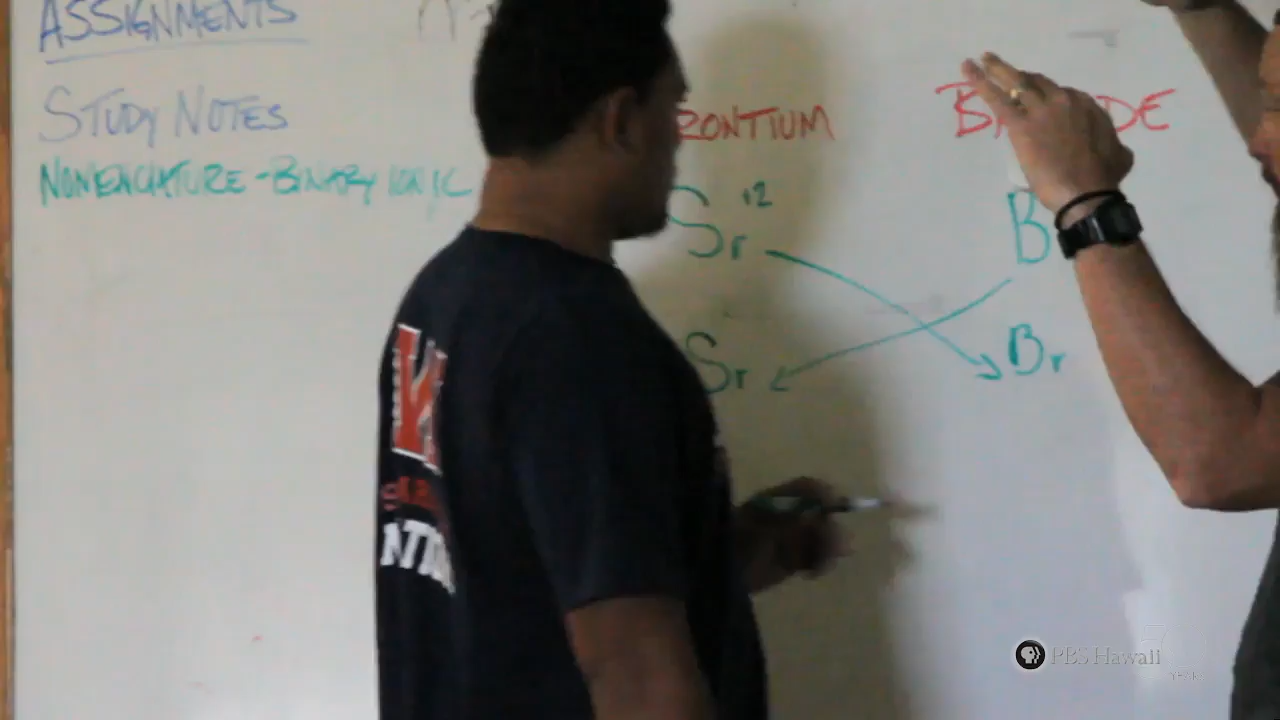 ASSIGNMENTS
STUDY NOTES
NOMENCLATURE - BINARY IONIC
RONTIUM
B DE
Sr +2
B
Sr
Br
PBS Hawaii